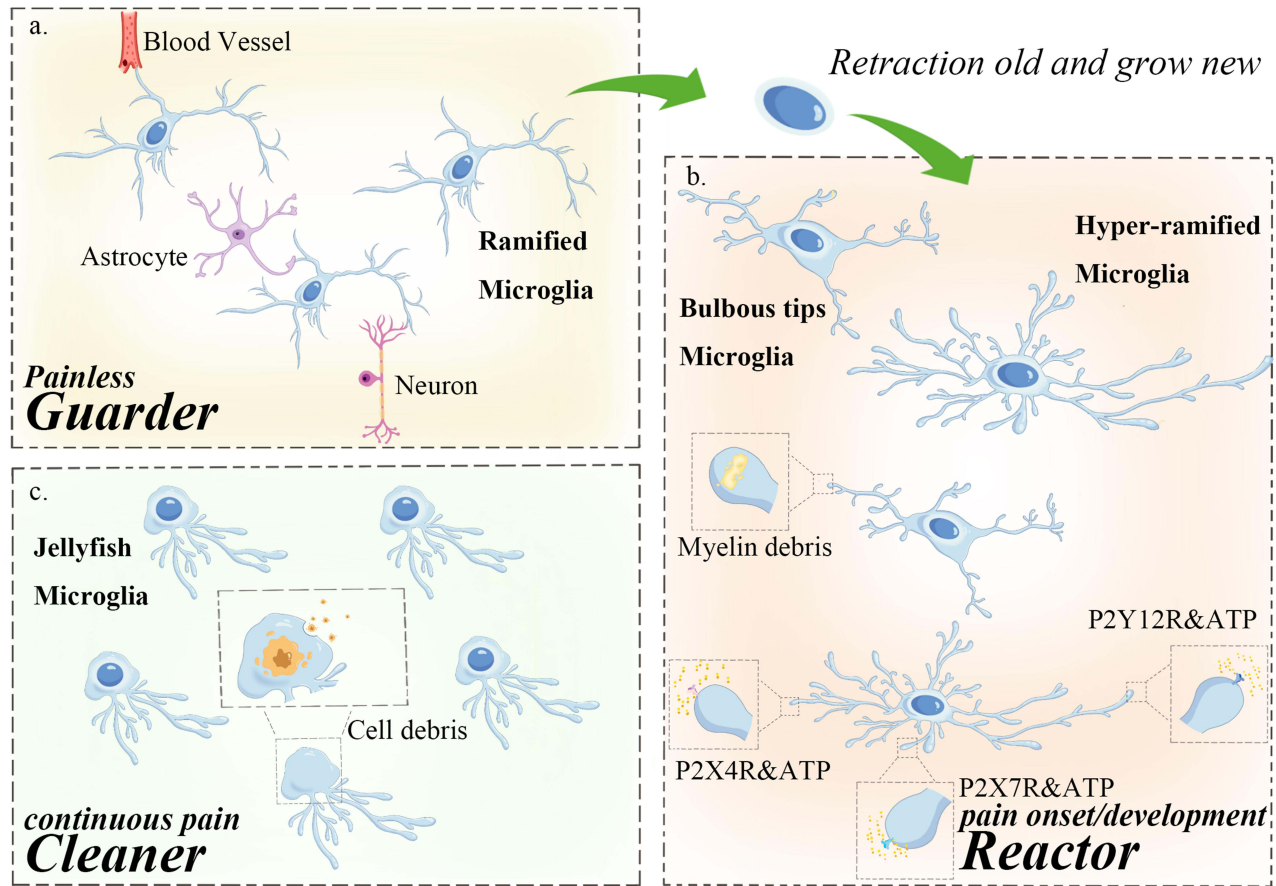 a.
Blood Vessel
Astrocyte
Ramified
Microglia
Neuron
Painless
Guarder
Retraction old and grow new
b.
Hyper-ramified
Microglia
Bulbous tips
Microglia
Myelin debris
P2Y12R&ATP
P2X4R&ATP
P2X7R&ATP
pain onset/development
Reactor
c.
Jellyfish
Microglia
Cell debris
continuous pain
Cleaner